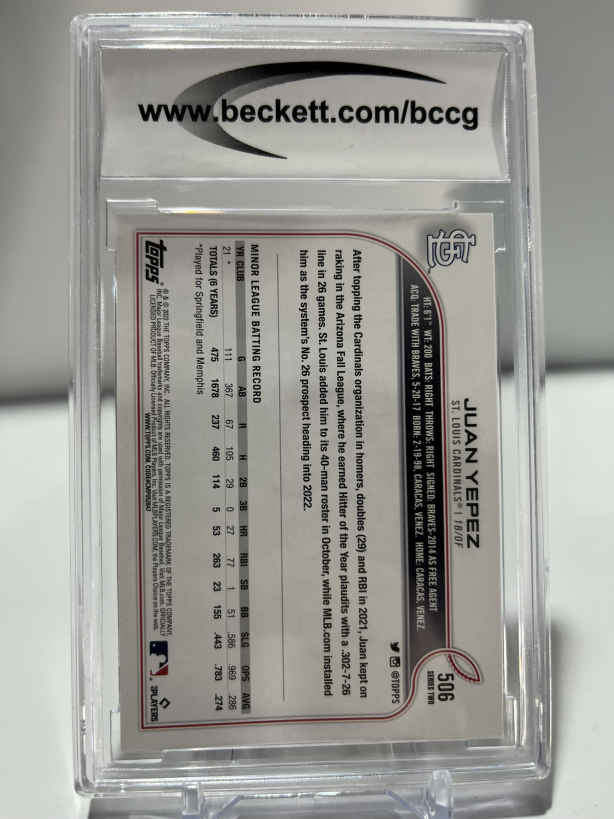 www.beckett.com/bccg
506
SERIES TWO
JUAN YEPEZ
ST. LOUIS CARDINALS | 1B/OF
HT: 6'1" WT: 200 BATS: RIGHT THROWS: RIGHT SIGNED: BRAVES-2014 AS FREE AGENT
ACQ: TRADE WITH BRAVES, 5-20-17 BORN: 2-19-98, CARACAS, VENEZ. HOME: CARACAS, VENEZ.
@TOPPS
After topping the Cardinals organization in homers, doubles (29) and RBI in 2021, Juan kept on
raking in the Arizona Fall League, where he earned Hitter of the Year plaudits with a .302-7-26
line in 26 games. St. Louis added him to its 40-man roster in October, while MLB.com installed
him as the system's No. 26 prospect heading into 2022.
MINOR LEAGUE BATTING RECORD
YR CLUB G AB R H 2B 3B HR RBI SB BB SLG OPS AVG
21 * 111 367 67 105 29 0 27 77 1 51 .586 .969 .286
TOTALS (6 YEARS) 475 1678 237 460 114 5 53 263 23 155 .443 .783 .274
*Played for Springfield and Memphis
topps
PLAYERS